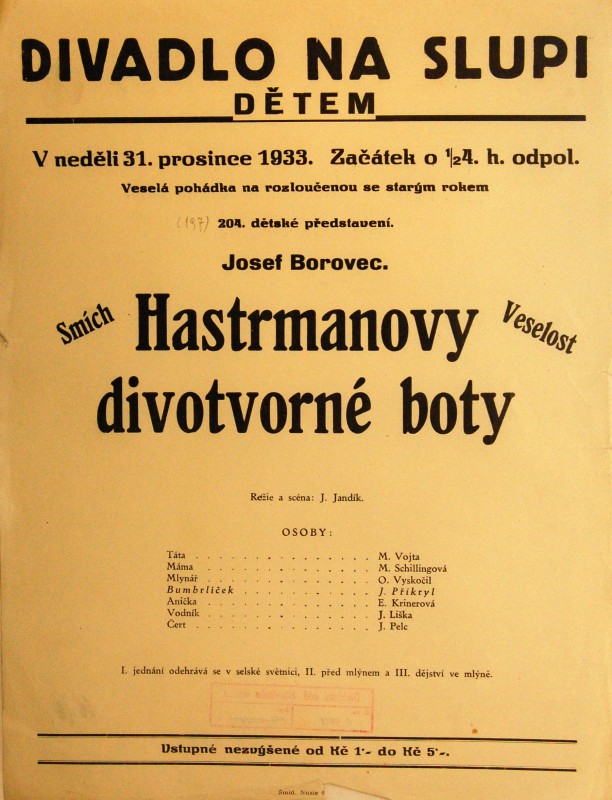 DIVADLO NA SLUPI
DĚTEM
V neděli 31. prosince 1933. Začátek o ½4. h. odpol.
Veselá pohádka na rozloučenou se starým rokem
(197) 204. dětské představení.
Josef Borovec.
Smích Hastrmanovy Veselost
divotvorné boty
Režie a scéna: J. Jandík.
OSOBY:
Táta . . . . . . . . . . . . . . . M. Vojta
Máma . . . . . . . . . . . . . . . M. Schillingová
Mlynář . . . . . . . . . . . . . . O. Vyskočil
Bumbrlíček . . . . . . . . . . . J. Přikryl
Anička . . . . . . . . . . . . . . E. Krinerová
Vodník . . . . . . . . . . . . . . J. Liška
Čert . . . . . . . . . . . . . . . J. Pelc
I. jednání odehrává se v selské světnici, II. před mlýnem a III. dějství ve mlýně.
Vstupné nezvýšené od Kč 1·- do Kč 5·-.
Šmíd, Nusle